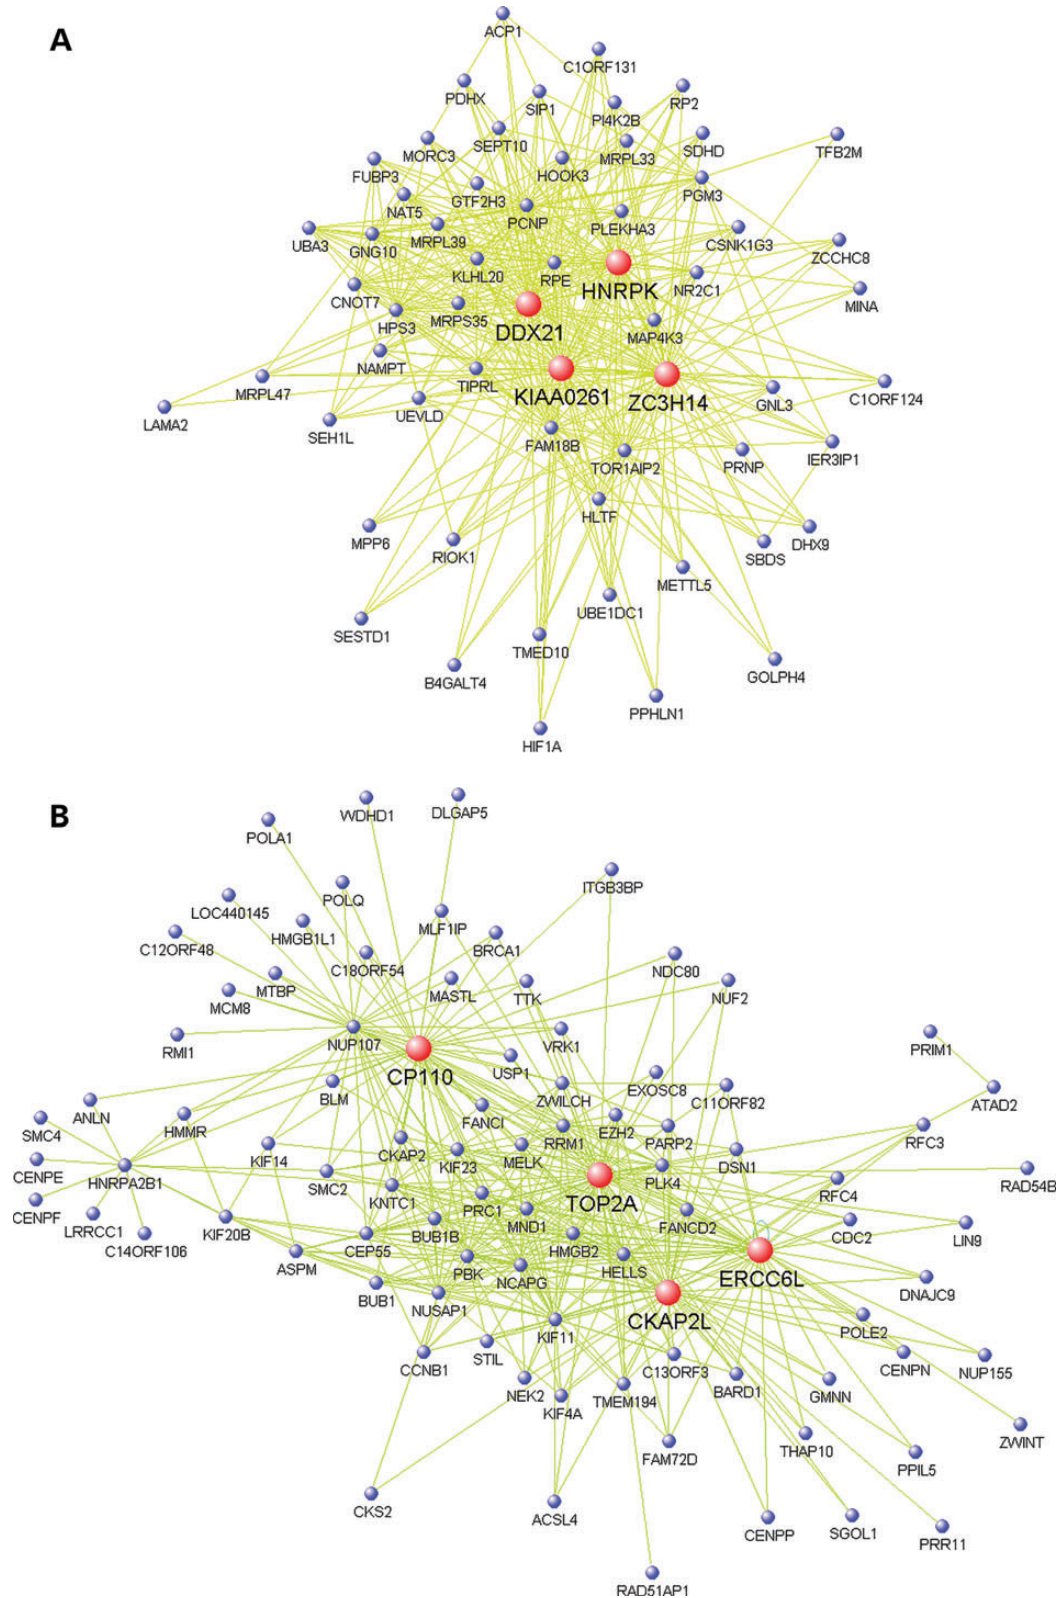 A
ACP1
C1ORF131
PDHX
SIP1
PI4K2B
RP2
MORC3
SEPT10
MRPL33
SDHD
TFB2M
FUBP3
HOOK3
NAT5
GTF2H3
PGM3
PCNP
PLEKHA3
UBA3
GNG10
MRPL39
CSNK1G3
ZCCHC8
KLHL20
RPE
HNRPK
NR2C1
CNOT7
MINA
HPS3
MRPS35
DDX21
MAP4K3
NAMPT
TIPRL
KIAA0261
ZC3H14
MRPL47
GNL3
C1ORF124
LAMA2
SEH1L
UEVLD
FAM18B
TOR1AIP2
PRNP
IER3IP1
HLTF
MPP6
RIOK1
SBDS
DHX9
METTL5
UBE1DC1
SESTD1
TMED10
B4GALT4
GOLPH4
PPHLN1
HIF1A
B
WDHD1
DLGAP5
POLA1
ITGB3BP
POLQ
LOC440145
HMGB1L1
MLF1IP
C12ORF48
C18ORF54
BRCA1
NDC80
MTBP
MASTL
TTK
NUF2
MCM8
RMI1
NUP107
VRK1
PRIM1
CP110
USP1
BLM
ZWILCH
EXOSC8
C11ORF82
ATAD2
ANLN
HMMR
FANCI
SMC4
RRM1
EZH2
PARP2
RFC3
CKAP2
KIF23
MELK
DSN1
KIF14
CENPE
HNRPA2B1
SMC2
KNTC1
PLK4
RAD54B
TOP2A
RFC4
PRC1
CENPF
LRRCC1
MND1
FANCD2
C14ORF106
KIF20B
CEP55
BUB1B
HMGB2
CDC2
LIN9
ASPM
PBK
NCAPG
HELLS
ERCC6L
BUB1
NUSAP1
CKAP2L
DNAJC9
KIF11
POLE2
STIL
C13ORF3
CCNB1
CENPN
NUP155
NEK2
KIF4A
TMEM194
BARD1
GMNN
ZWINT
FAM72D
THAP10
PPIL5
CKS2
ACSL4
CENPP
SGOL1
PRR11
RAD51AP1